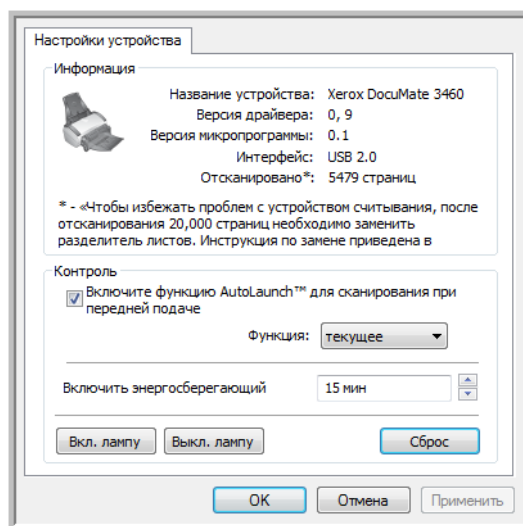 Настройки устройства
Информация
Название устройства: Xerox DocuMate 3460
Версия драйвера: 0, 9
Версия микропрограммы: 0.1
Интерфейс: USB 2.0
Отсканировано*: 5479 страниц
* - «Чтобы избежать проблем с устройством считывания, после
отсканирования 20,000 страниц необходимо заменить
разделитель листов. Инструкция по замене приведена в
Контроль
Включите функцию AutoLaunch™ для сканирования при
передней подаче
Функция: текущее
Включить энергосберегающий 15 мин
Вкл. лампу Выкл. лампу Сброс
OK Отмена Применить